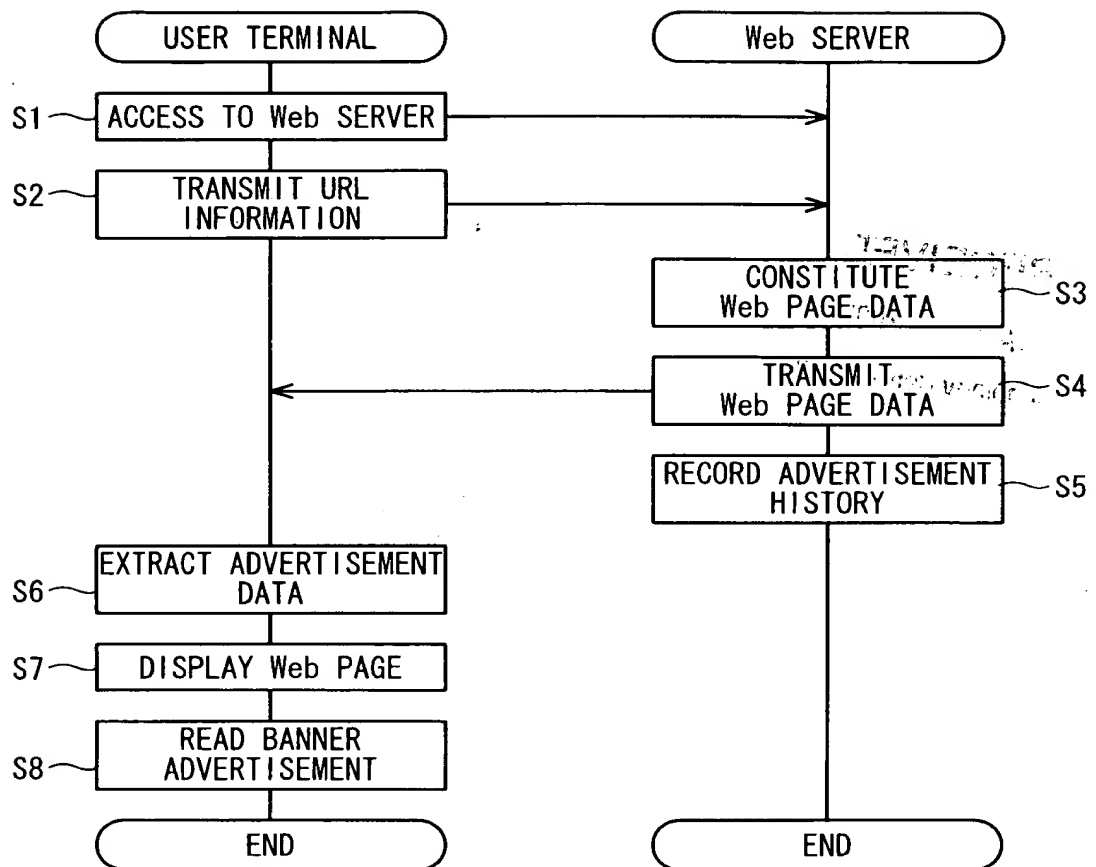 USER TERMINAL
Web SERVER
S1
ACCESS TO Web SERVER
S2
TRANSMIT URL
INFORMATION
CONSTITUTE
Web PAGE DATA
S3
TRANSMIT
Web PAGE DATA
S4
RECORD ADVERTISEMENT
HISTORY
S5
EXTRACT ADVERTISEMENT
DATA
S6
S7
DISPLAY Web PAGE
READ BANNER
ADVERTISEMENT
S8
END
END